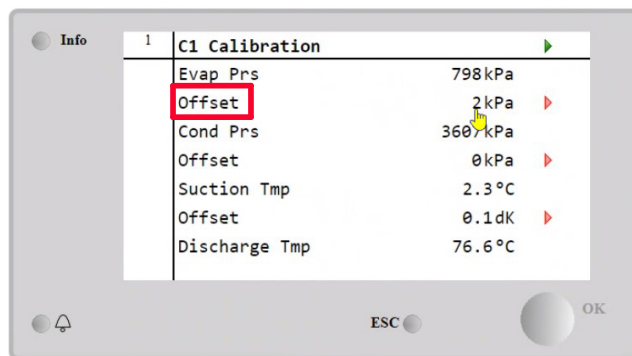 Info
1 C1 Calibration
Evap Prs 798kPa
Offset 2kPa
Cond Prs 3607kPa
Offset 0kPa
Suction Tmp 2.3°C
Offset 0.1dK
Discharge Tmp 76.6°C
ESC
OK